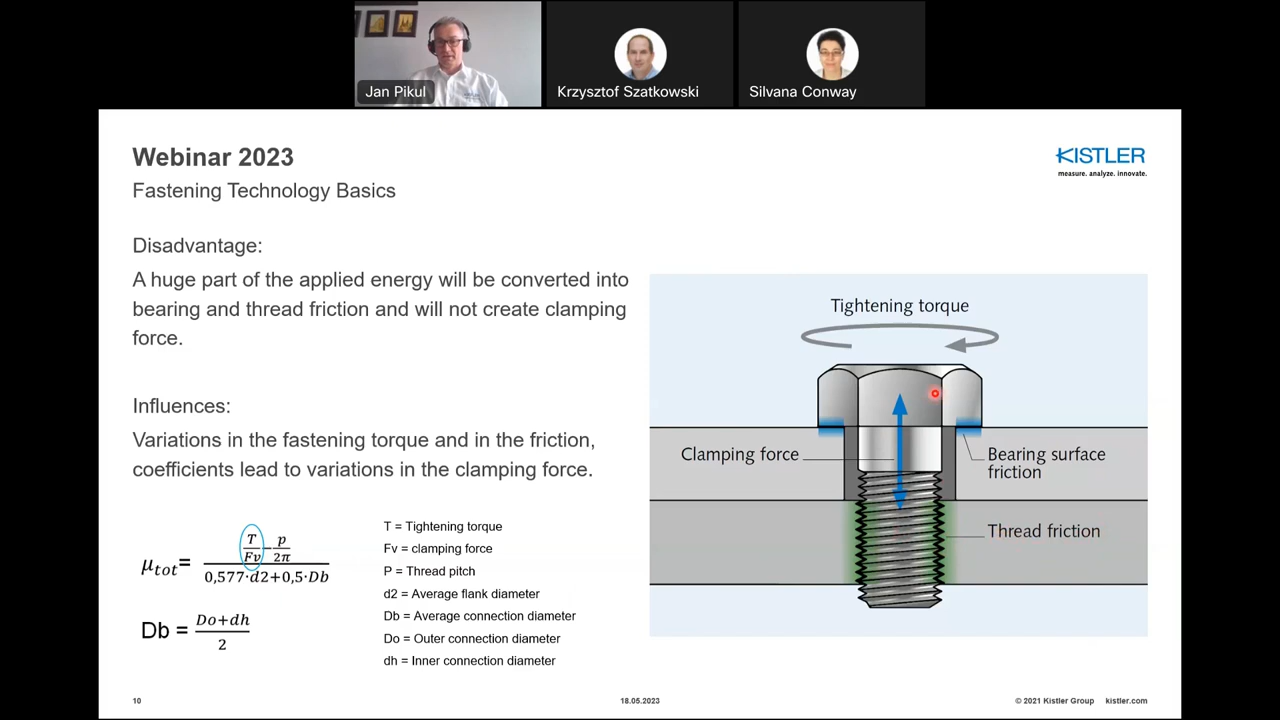 Jan Pikul
Krzysztof Szatkowski
Silvana Conway
Webinar 2023
KISTLER
measure. analyze. innovate.
Fastening Technology Basics
Disadvantage:
A huge part of the applied energy will be converted into
bearing and thread friction and will not create clamping
force.
Influences:
Variations in the fastening torque and in the friction,
coefficients lead to variations in the clamping force.
μtot= (T/Fv - p/2π) / (0,577·d2+0,5·Db)
Db = (Do+dh)/2
T = Tightening torque
Fv = clamping force
P = Thread pitch
d2 = Average flank diameter
Db = Average connection diameter
Do = Outer connection diameter
dh = Inner connection diameter
Tightening torque
Clamping force
Bearing surface
friction
Thread friction
10
18.05.2023
© 2021 Kistler Group kistler.com